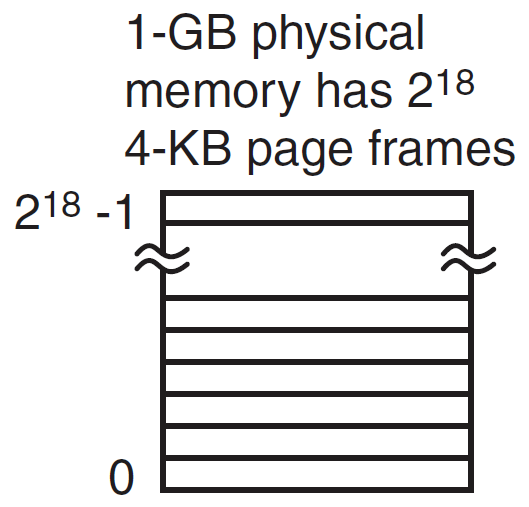 1-GB physical
memory has 2¹⁸
4-KB page frames
2¹⁸ -1
0